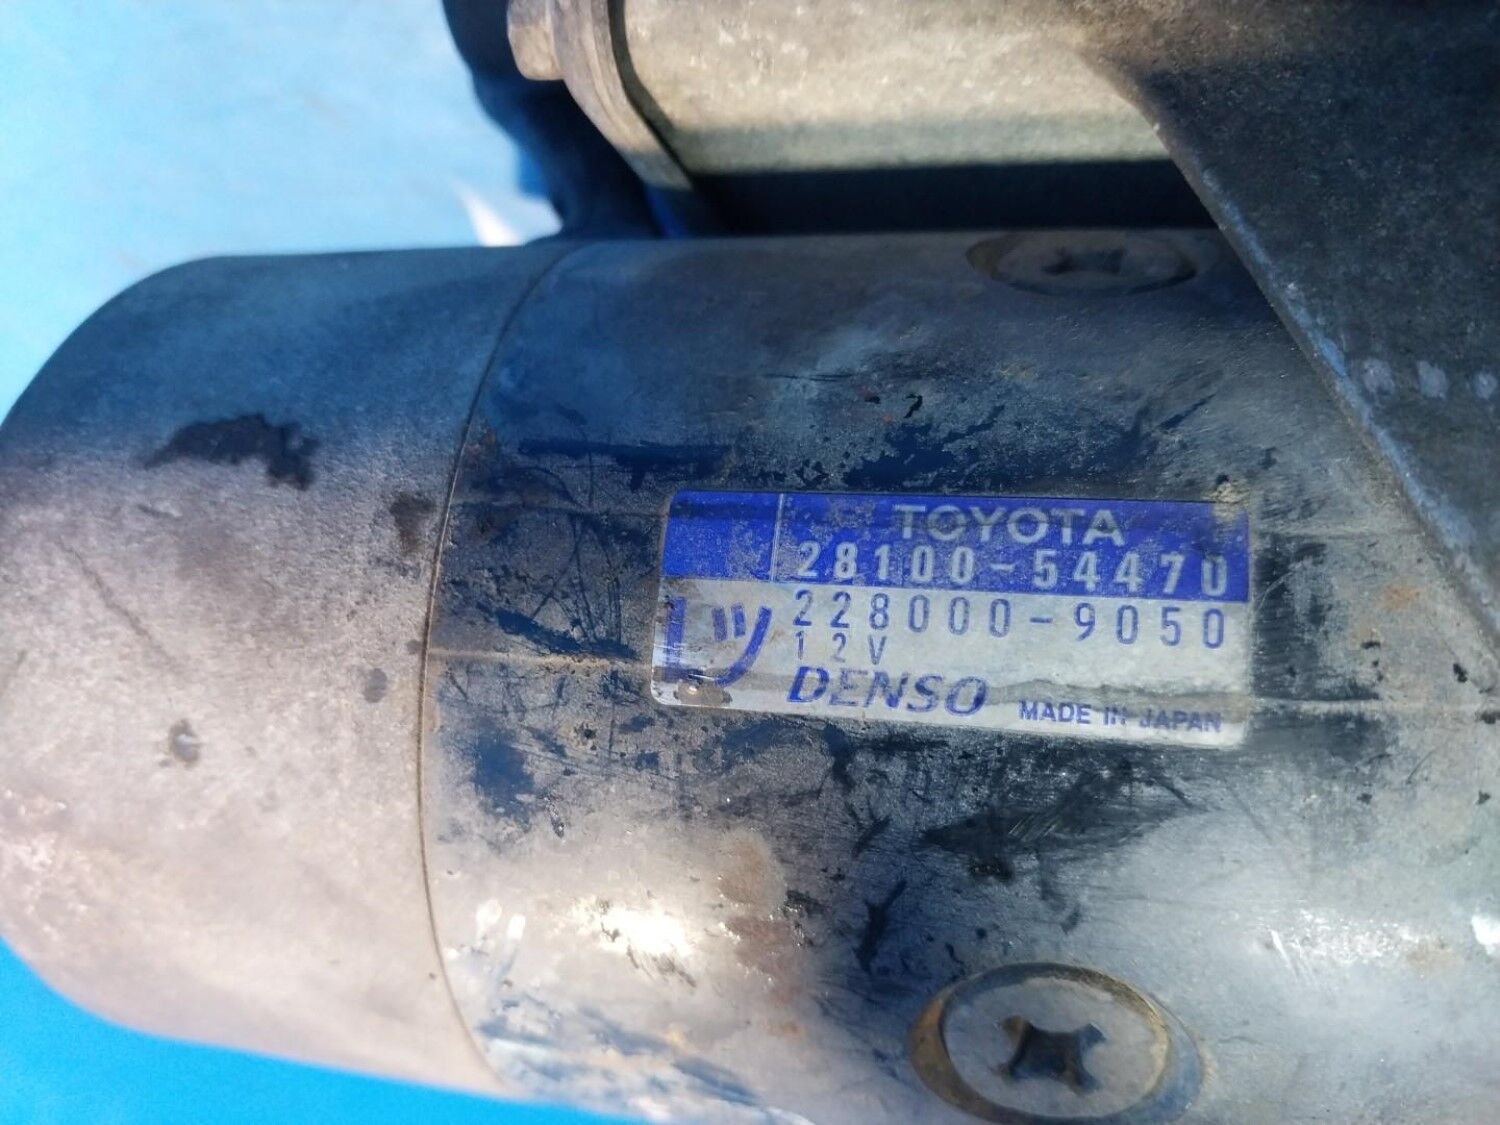 TOYOTA
28100-54470
228000-9050
12V
レツ
DENSO
MADE IN JAPAN